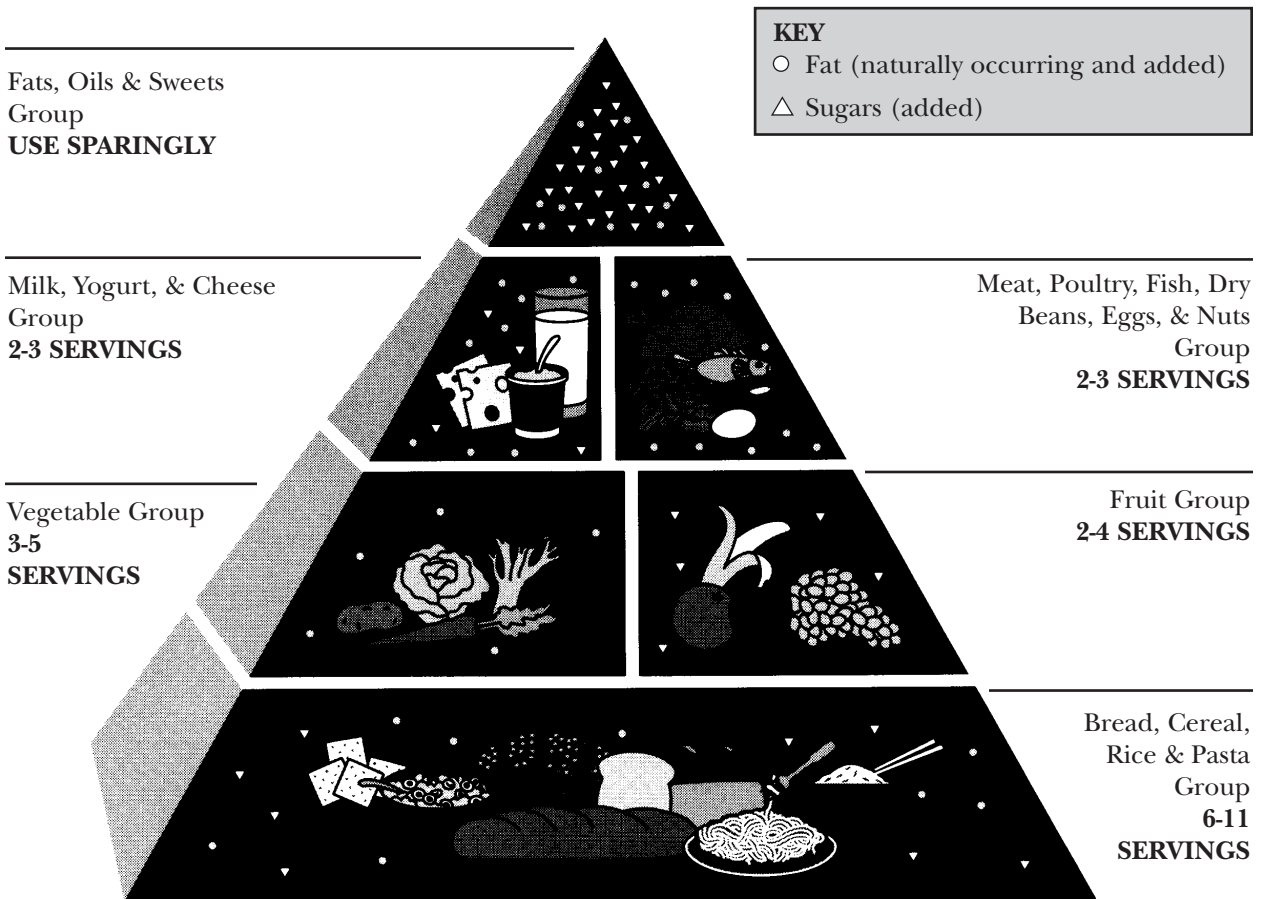 KEY
Fat (naturally occurring and added)
Sugars (added)
Fats, Oils & Sweets
Group
USE SPARINGLY
Milk, Yogurt, & Cheese
Group
2-3 SERVINGS
Meat, Poultry, Fish, Dry
Beans, Eggs, & Nuts
Group
2-3 SERVINGS
Vegetable Group
3-5
SERVINGS
Fruit Group
2-4 SERVINGS
Bread, Cereal,
Rice & Pasta
Group
6-11
SERVINGS